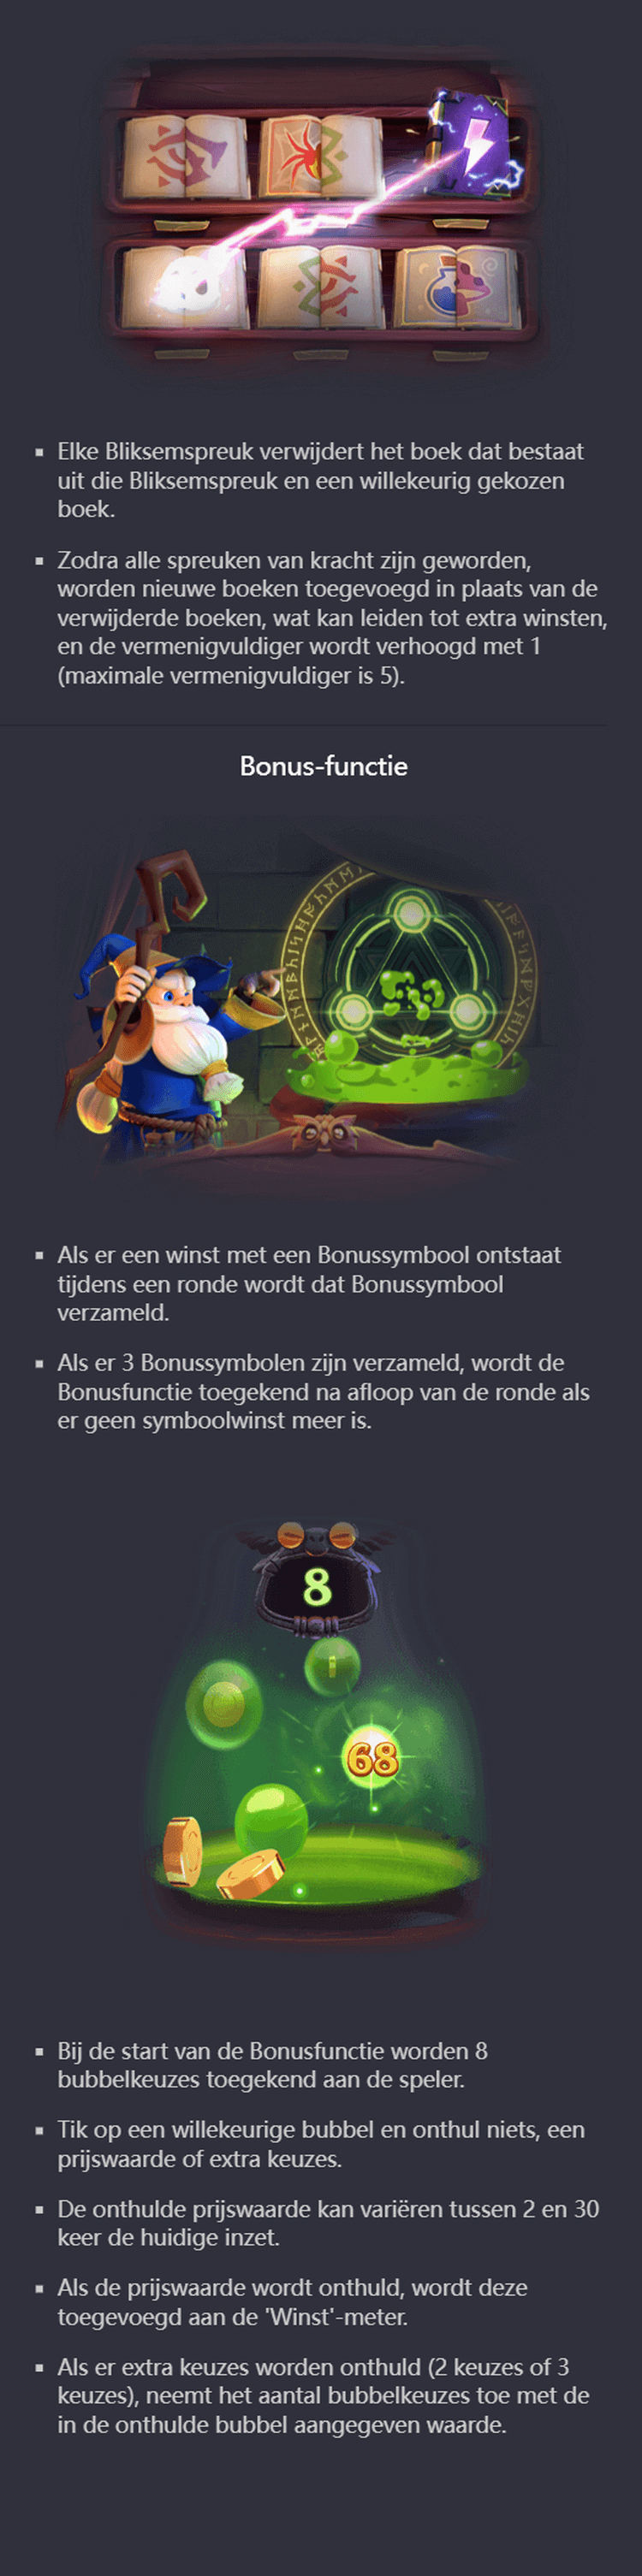 Elke Bliksemspreuk verwijdert het boek dat bestaat
uit die Bliksemspreuk en een willekeurig gekozen
boek.
Zodra alle spreuken van kracht zijn geworden,
worden nieuwe boeken toegevoegd in plaats van de
verwijderde boeken, wat kan leiden tot extra winsten,
en de vermenigvuldiger wordt verhoogd met 1
(maximale vermenigvuldiger is 5).
Bonus-functie
Als er een winst met een Bonussymbool ontstaat
tijdens een ronde wordt dat Bonussymbool
verzameld.
Als er 3 Bonussymbolen zijn verzameld, wordt de
Bonusfunctie toegekend na afloop van de ronde als
er geen symboolwinst meer is.
8
68
Bij de start van de Bonusfunctie worden 8
bubbelkeuzes toegekend aan de speler.
Tik op een willekeurige bubbel en onthul niets, een
prijswaarde of extra keuzes.
De onthulde prijswaarde kan variëren tussen 2 en 30
keer de huidige inzet.
Als de prijswaarde wordt onthuld, wordt deze
toegevoegd aan de 'Winst'-meter.
Als er extra keuzes worden onthuld (2 keuzes of 3
keuzes), neemt het aantal bubbelkeuzes toe met de
in de onthulde bubbel aangegeven waarde.